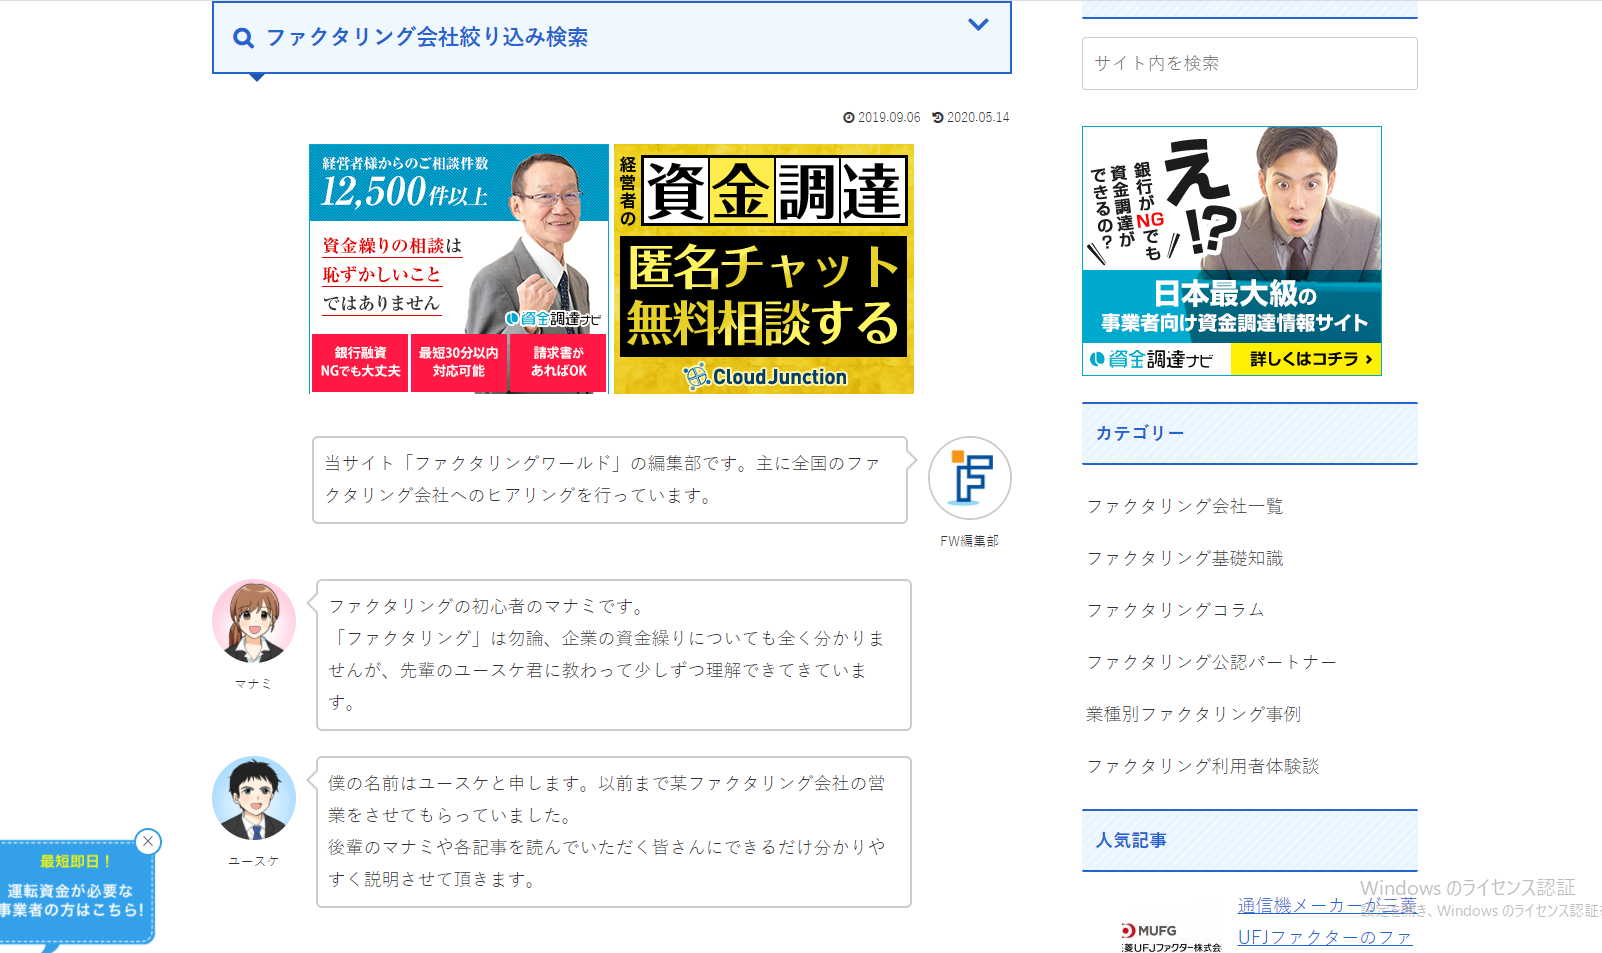 ファクタリング会社絞り込み検索
2019.09.06 2020.05.14
経営者様からのご相談件数
12,500件以上
資金繰りの相談は
恥ずかしいこと
ではありません
資金調達ナビ
銀行融資
NGでも大丈夫
最短30分以内
対応可能
請求書が
あればOK
経営者の
資金調達
匿名チャット
無料相談する
CloudJunction
当サイト「ファクタリングワールド」の編集部です。主に全国のファ
クタリング会社へのヒアリングを行っています。
FW編集部
ファクタリングの初心者のマナミです。
「ファクタリング」は勿論、企業の資金繰りについても全く分かりま
せんが、先輩のユースケ君に教わって少しずつ理解できてきていま
す。
マナミ
僕の名前はユースケと申します。以前まで某ファクタリング会社の営
業をさせてもらっていました。
後輩のマナミや各記事を読んでいただく皆さんにできるだけ分かりや
すく説明させて頂きます。
ユースケ
最短即日！
運転資金が必要な
事業者の方はこちら!
サイト内を検索
え!?
銀行がNGでも
資金調達が
できるの？
日本最大級の
事業者向け資金調達情報サイト
資金調達ナビ
詳しくはコチラ
カテゴリー
ファクタリング会社一覧
ファクタリング基礎知識
ファクタリングコラム
ファクタリング公認パートナー
業種別ファクタリング事例
ファクタリング利用者体験談
人気記事
MUFG
三菱UFJファクター株式会
通信機メーカーが三菱
UFJファクターのファ
Windows のライセンス認証
設定を開き、Windows のライセンス認証を